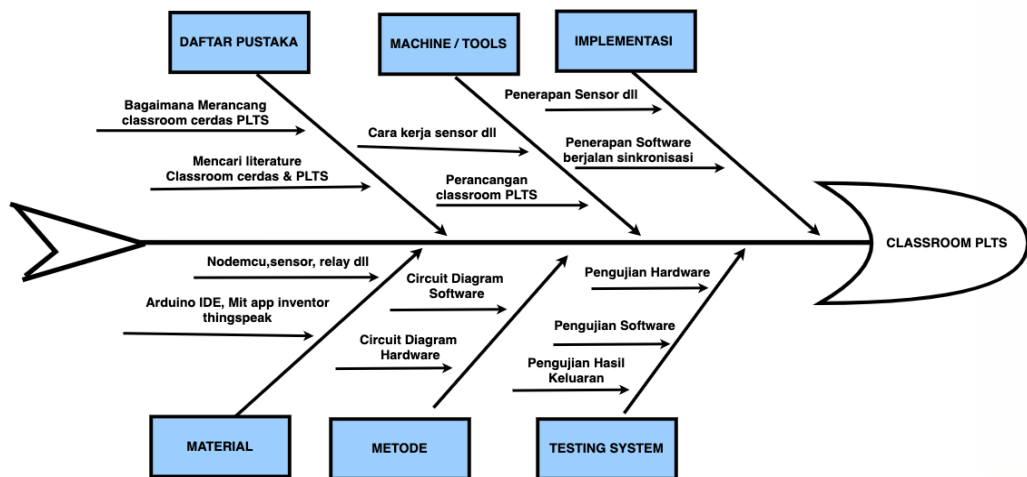 DAFTAR PUSTAKA
MACHINE / TOOLS
IMPLEMENTASI
Bagaimana Merancang
classroom cerdas PLTS
Mencari literature
Classroom cerdas & PLTS
Cara kerja sensor dll
Perancangan
classroom PLTS
Penerapan Sensor dll
Penerapan Software
berjalan sinkronisasi
CLASSROOM PLTS
Nodemcu,sensor, relay dll
Arduino IDE, Mit app inventor
thingspeak
Circuit Diagram
Software
Circuit Diagram
Hardware
Pengujian Hardware
Pengujian Software
Pengujian Hasil
Keluaran
MATERIAL
METODE
TESTING SYSTEM